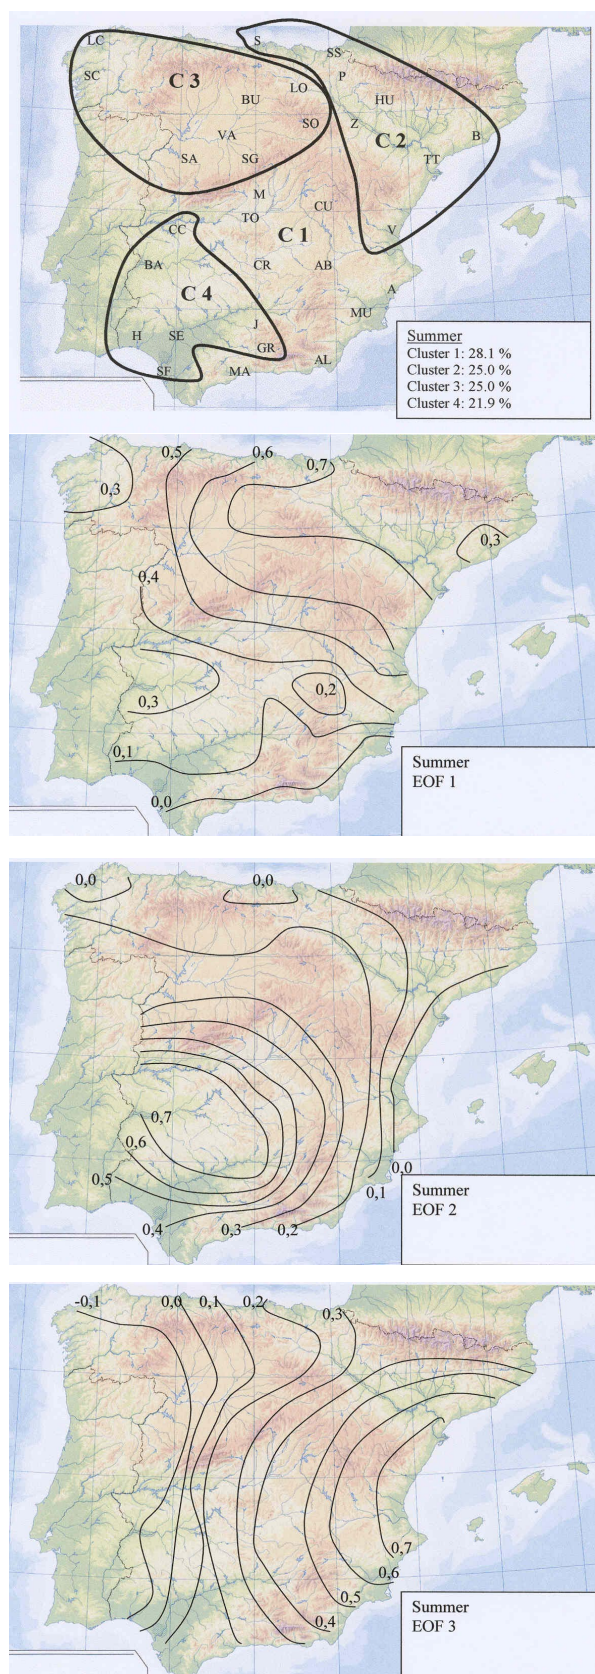 LC
S
SS
SC
C 3
P
LO
BU
HU
SO
Z
B
VA
C 2
SA
SG
TT
M
CU
TO
CC
V
C 1
BA
CR
AB
C 4
A
MU
J
H
SE
GR
AL
SF
MA
Summer
Cluster 1: 28.1 %
Cluster 2: 25.0 %
Cluster 3: 25.0 %
Cluster 4: 21.9 %
0,5
0,6
0,7
0,3
0,3
0,4
0,2
0,3
0,1
0,0
Summer
EOF 1
0,0
0,0
0,7
0,6
0,5
0,4
0,3
0,2
0,1
0,0
Summer
EOF 2
-0,1
0,0
0,1
0,2
0,3
0,7
0,6
0,5
0,4
Summer
EOF 3